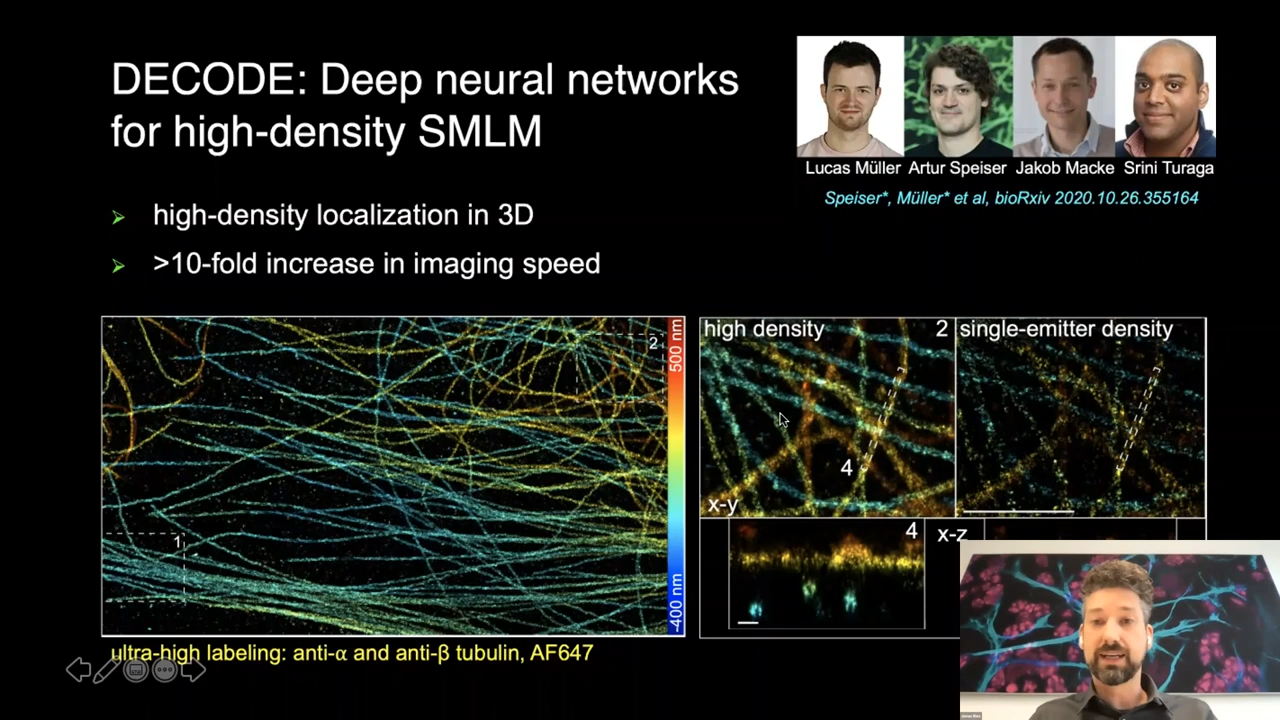 DECODE: Deep neural networks
for high-density SMLM
Lucas Müller Artur Speiser Jakob Macke Srini Turaga
Speiser*, Müller* et al, bioRxiv 2020.10.26.355164
➢ high-density localization in 3D
➢ >10-fold increase in imaging speed
500 nm
-400 nm
2
1
high density
2
single-emitter density
4
x-y
4
x-z
ultra-high labeling: anti-α and anti-β tubulin, AF647